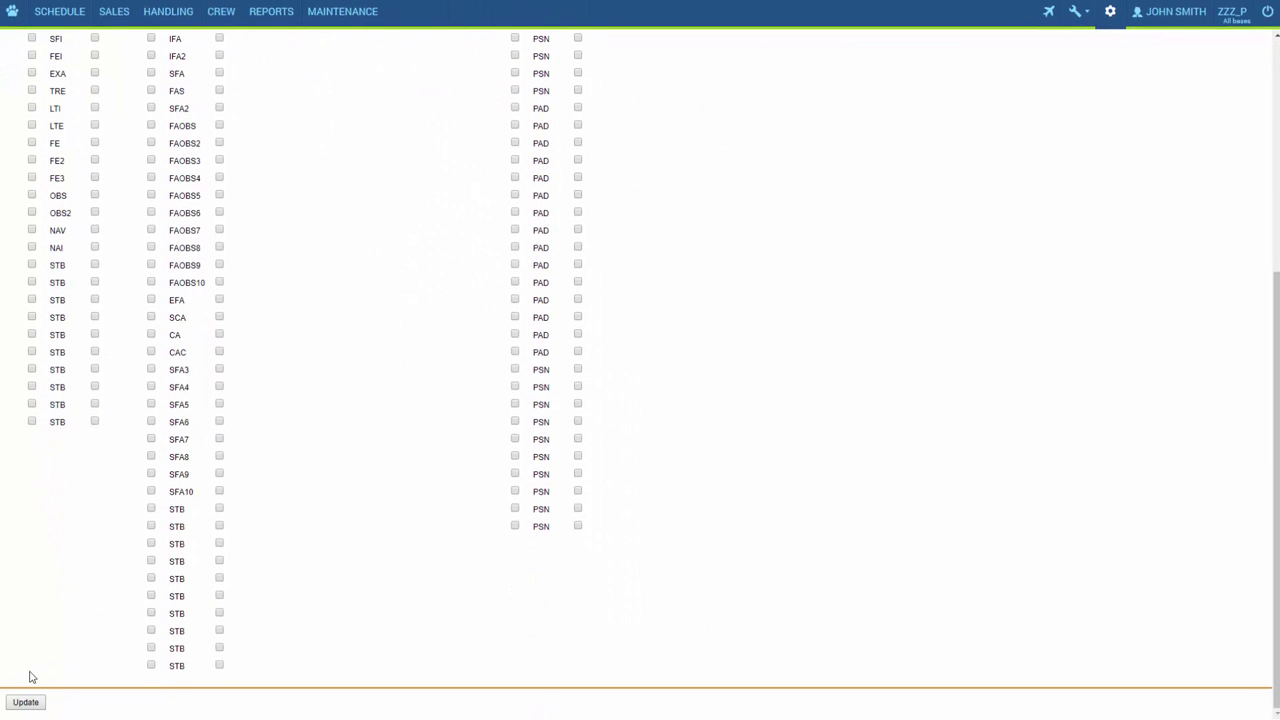 SCHEDULE SALES HANDLING CREW REPORTS MAINTENANCE JOHN SMITH ZZZ_P
All bases
SFI IFA PSN
FEI IFA2 PSN
EXA SFA PSN
TRE FAS PSN
LTI SFA2 PAD
LTE FAOBS PAD
FE FAOBS2 PAD
FE2 FAOBS3 PAD
FE3 FAOBS4 PAD
OBS FAOBS5 PAD
OBS2 FAOBS6 PAD
NAV FAOBS7 PAD
NAI FAOBS8 PAD
STB FAOBS9 PAD
STB FAOBS10 PAD
STB EFA PAD
STB SCA PAD
STB CA PAD
STB CAC PAD
STB SFA3 PSN
STB SFA4 PSN
STB SFA5 PSN
STB SFA6 PSN
SFA7 PSN
SFA8 PSN
SFA9 PSN
SFA10 PSN
STB PSN
STB PSN
STB
STB
STB
STB
STB
STB
STB
STB
Update